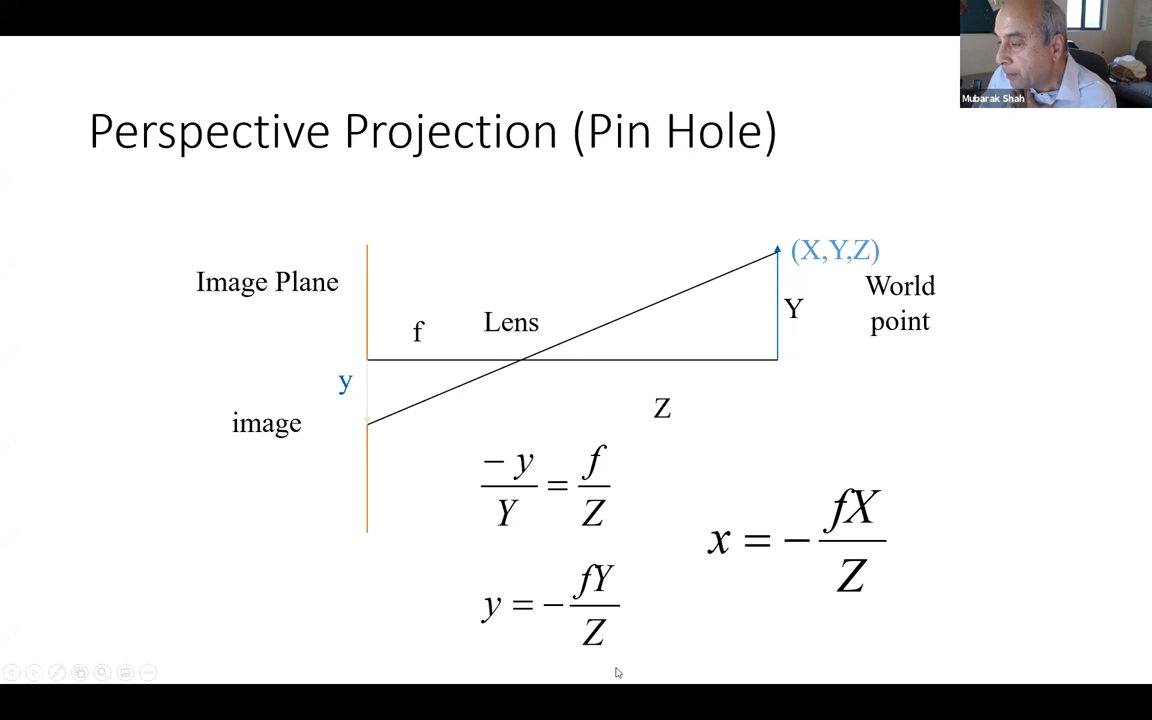 Mubarak Shah
Perspective Projection (Pin Hole)
(X,Y,Z)
Image Plane
World
point
f
Lens
Y
y
image
Z
-y/Y = f/Z
x = - fX/Z
y = - fY/Z